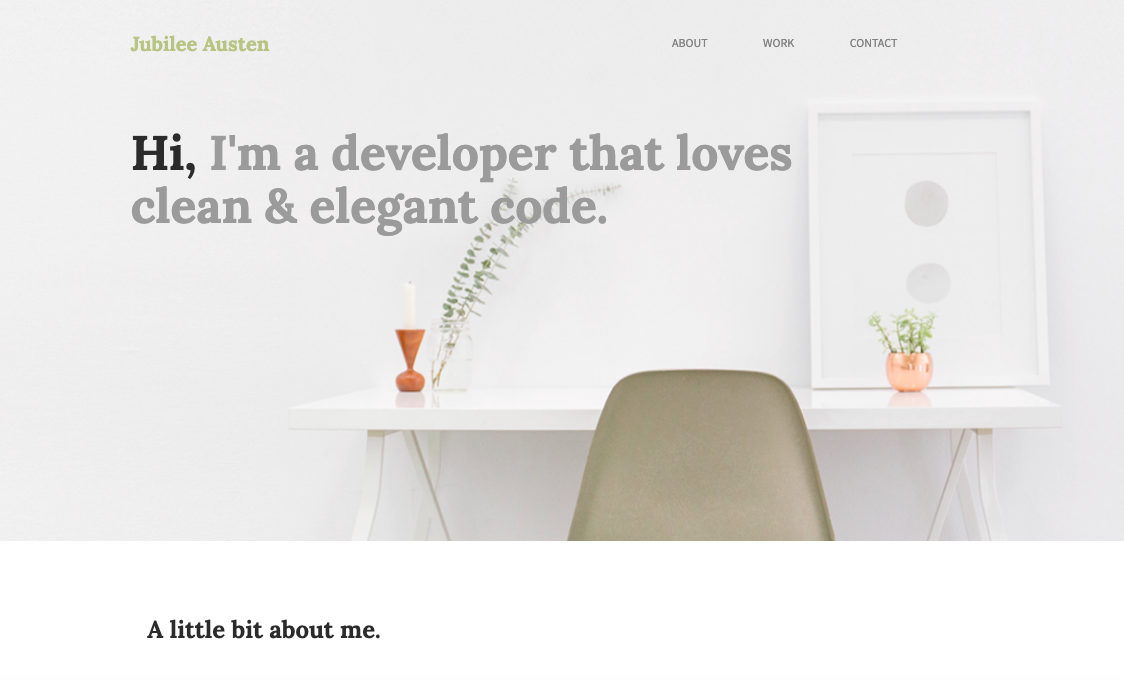 Jubilee Austen
ABOUT WORK CONTACT
Hi, I'm a developer that loves
clean & elegant code.
A little bit about me.